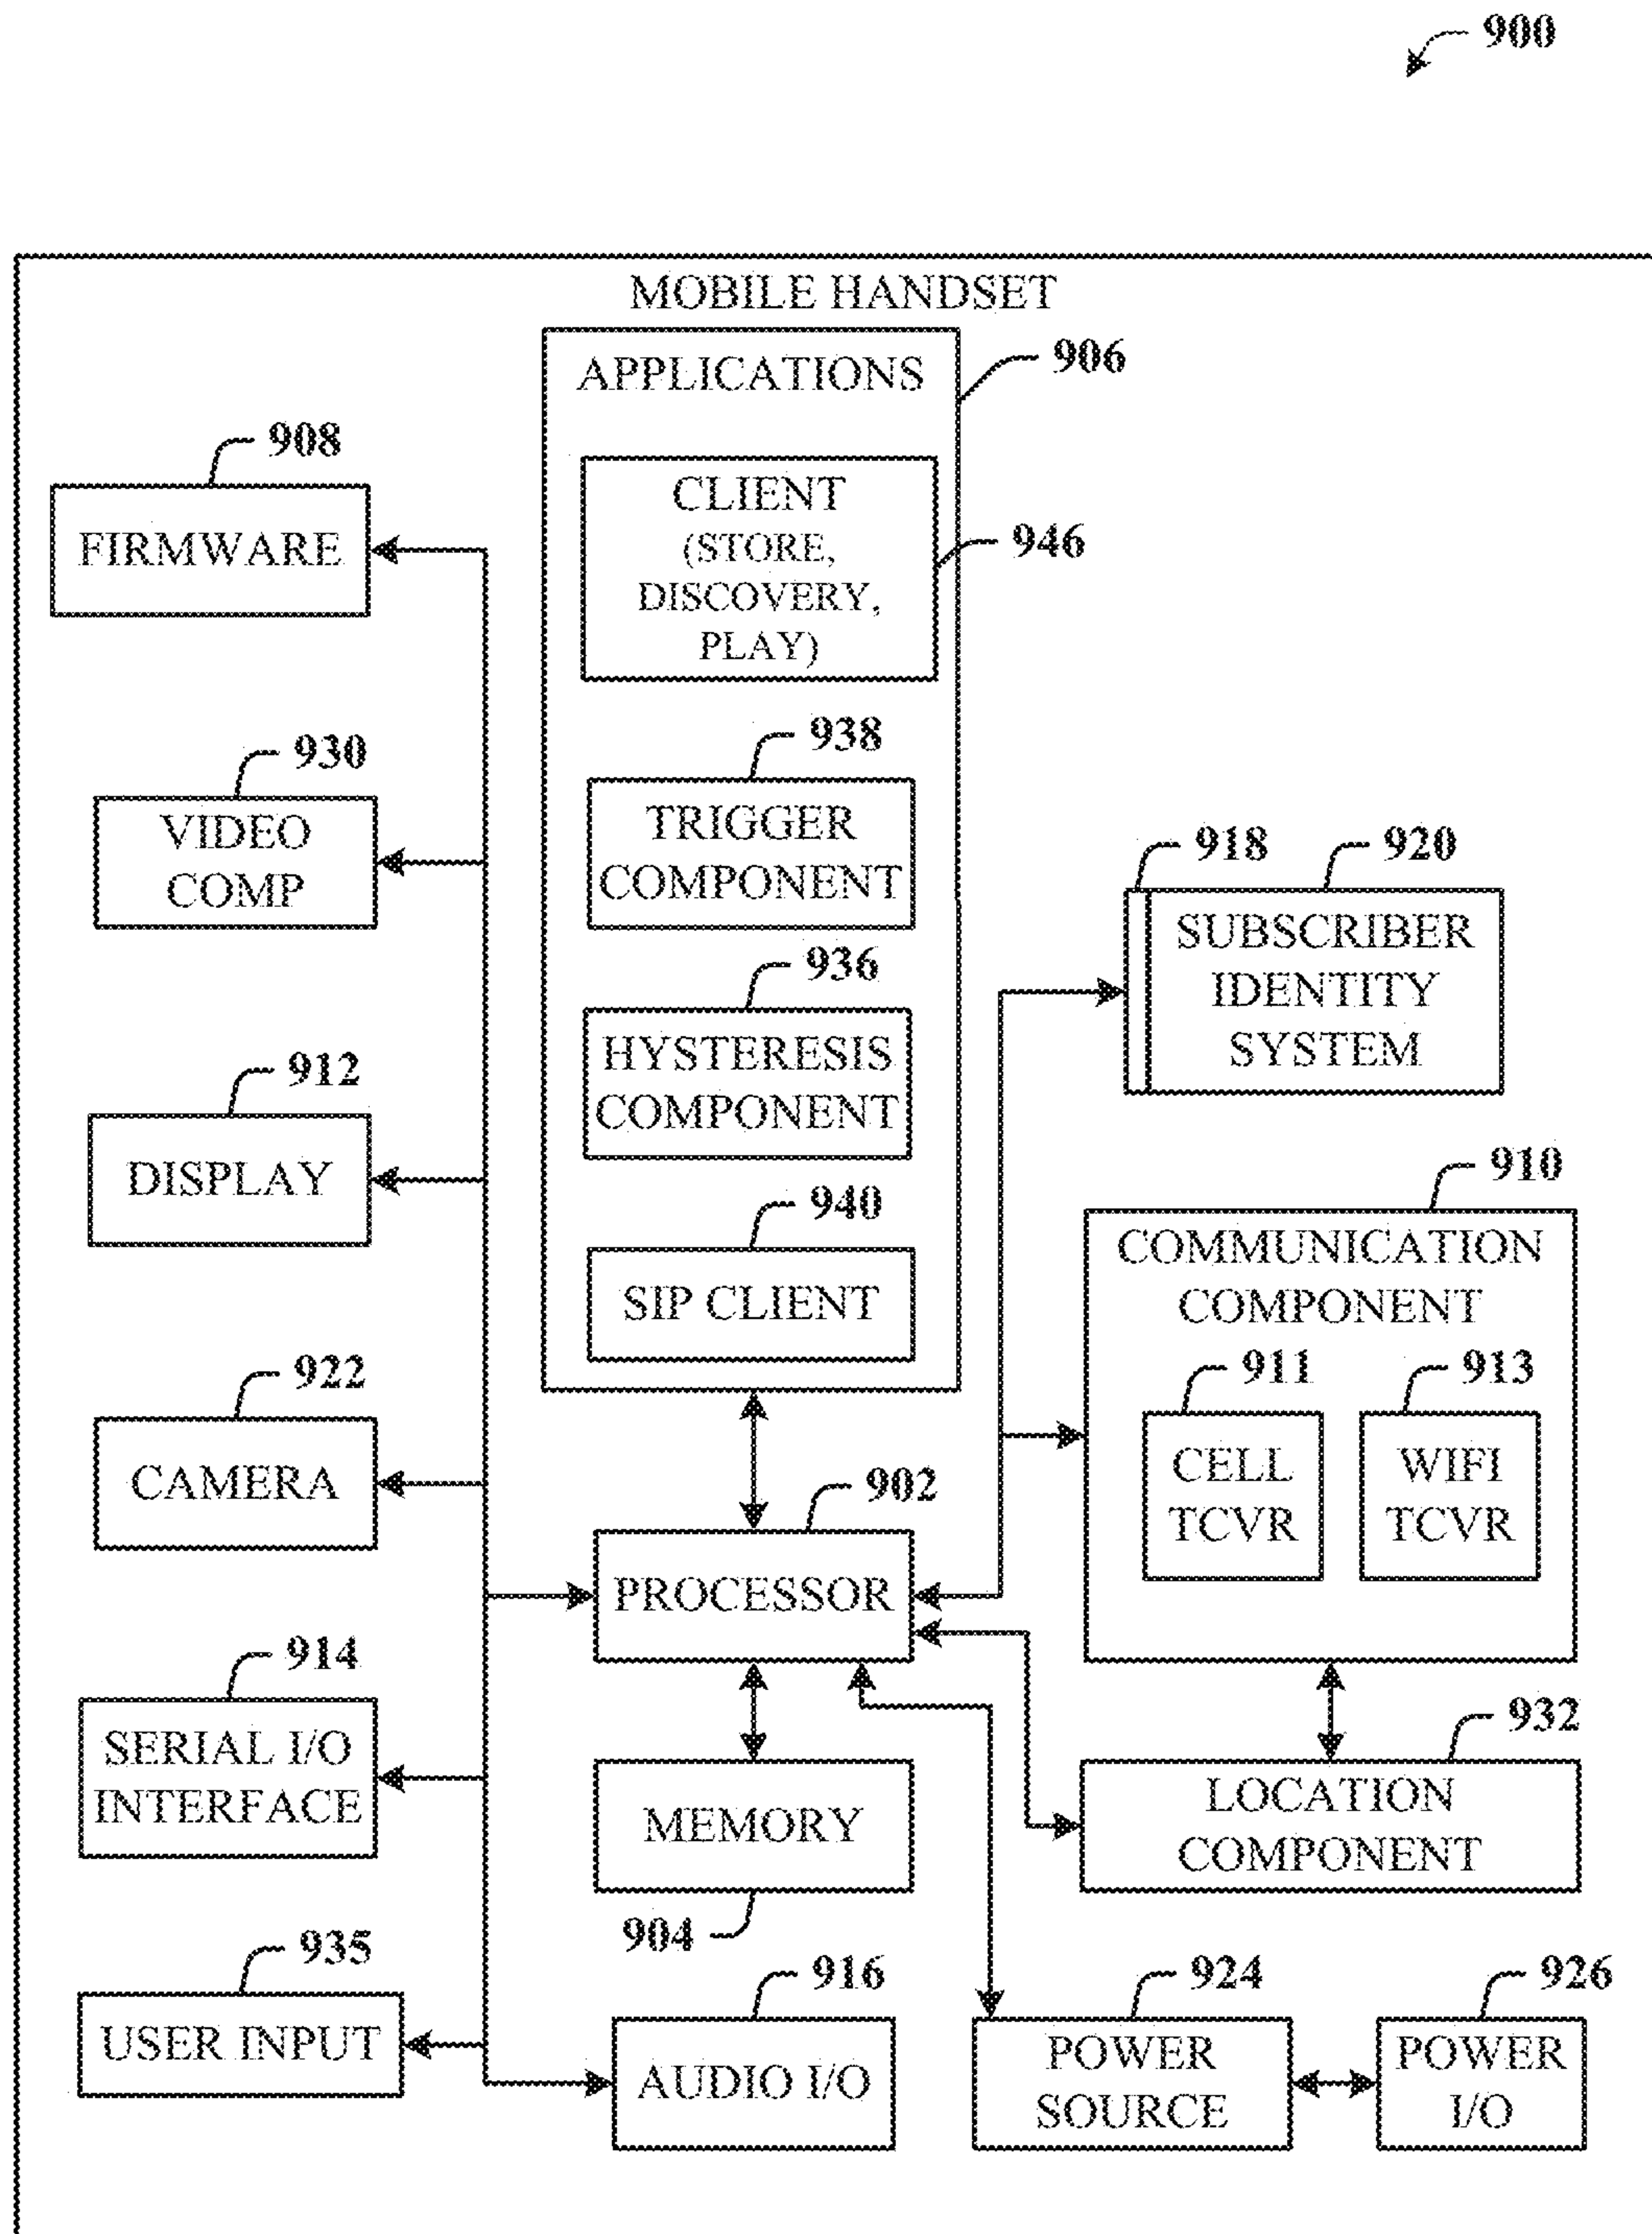 900
MOBILE HANDSET
APPLICATIONS
906
CLIENT
(STORE,
DISCOVERY,
PLAY)
946
938
TRIGGER
COMPONENT
936
HYSTERESIS
COMPONENT
940
SIP CLIENT
908
FIRMWARE
930
VIDEO
COMP
912
DISPLAY
922
CAMERA
914
SERIAL I/O
INTERFACE
935
USER INPUT
902
PROCESSOR
MEMORY
904
916
AUDIO I/O
918
920
SUBSCRIBER
IDENTITY
SYSTEM
910
COMMUNICATION
COMPONENT
911
CELL
TCVR
913
WIFI
TCVR
932
LOCATION
COMPONENT
924
POWER
SOURCE
926
POWER
I/O